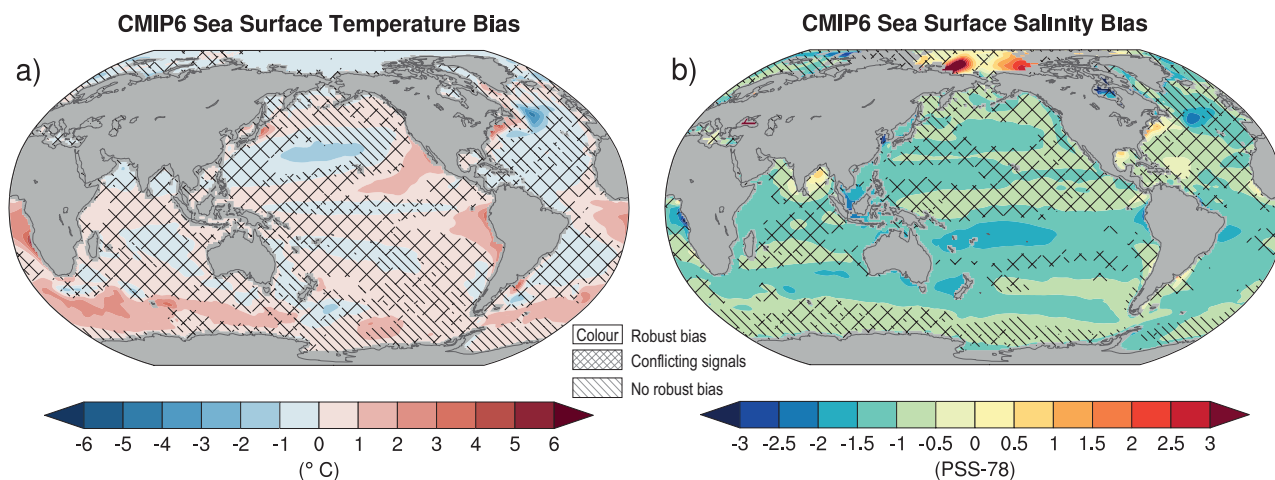 CMIP6 Sea Surface Temperature Bias
a)
-6 -5 -4 -3 -2 -1 0 1 2 3 4 5 6
(° C)
Colour Robust bias
Conflicting signals
No robust bias
CMIP6 Sea Surface Salinity Bias
b)
-3 -2.5 -2 -1.5 -1 -0.5 0 0.5 1 1.5 2 2.5 3
(PSS-78)